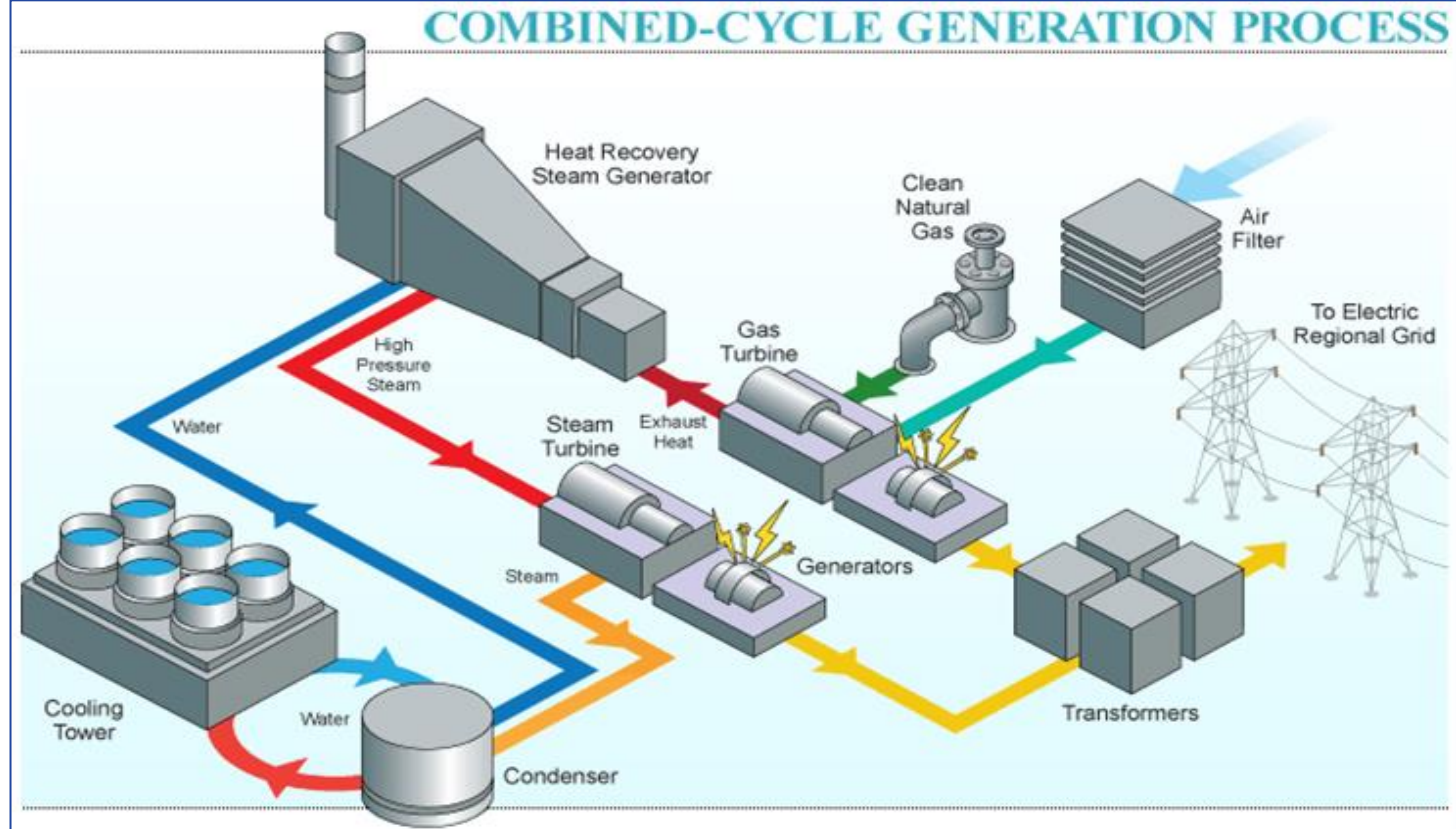 COMBINED-CYCLE GENERATION PROCESS
Heat Recovery
Steam Generator
Clean
Natural
Gas
Air
Filter
To Electric
Regional Grid
Gas
Turbine
High
Pressure
Steam
Exhaust
Heat
Steam
Turbine
Water
Steam
Generators
Cooling
Tower
Water
Condenser
Transformers